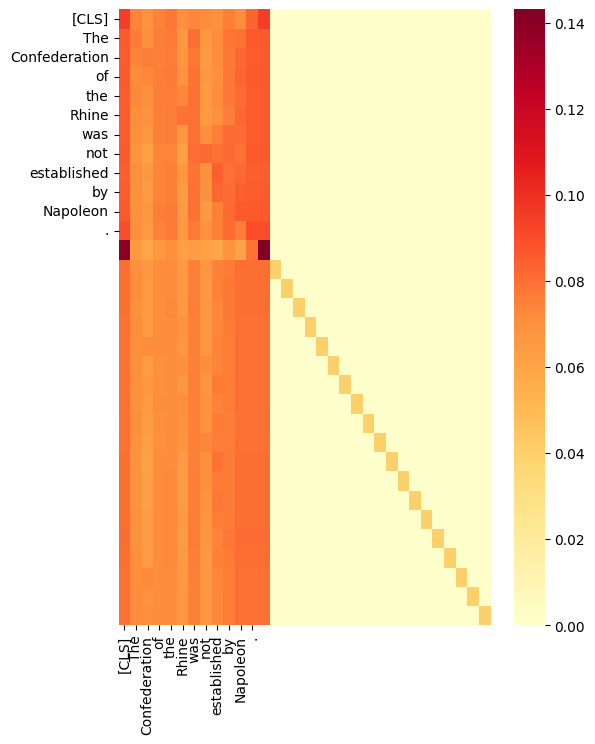 [CLS]
The
Confederation
of
the
Rhine
was
not
established
by
Napoleon
.
0.14
0.12
0.10
0.08
0.06
0.04
0.02
0.00
[CLS]
The
Confederation
of
the
Rhine
was
not
established
by
Napoleon
.